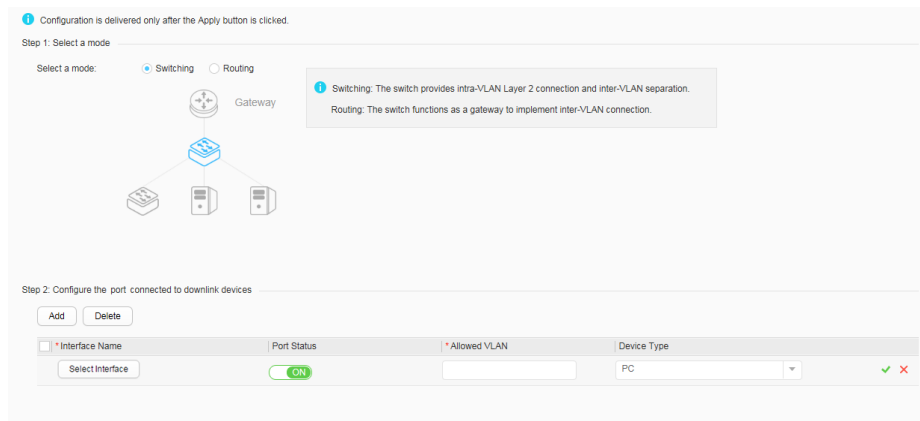 Configuration is delivered only after the Apply button is clicked.
Step 1: Select a mode
Select a mode: Switching Routing
Gateway
Switching: The switch provides intra-VLAN Layer 2 connection and inter-VLAN separation.
Routing: The switch functions as a gateway to implement inter-VLAN connection.
Step 2: Configure the port connected to downlink devices
Add Delete
* Interface Name Port Status * Allowed VLAN Device Type
Select Interface ON PC